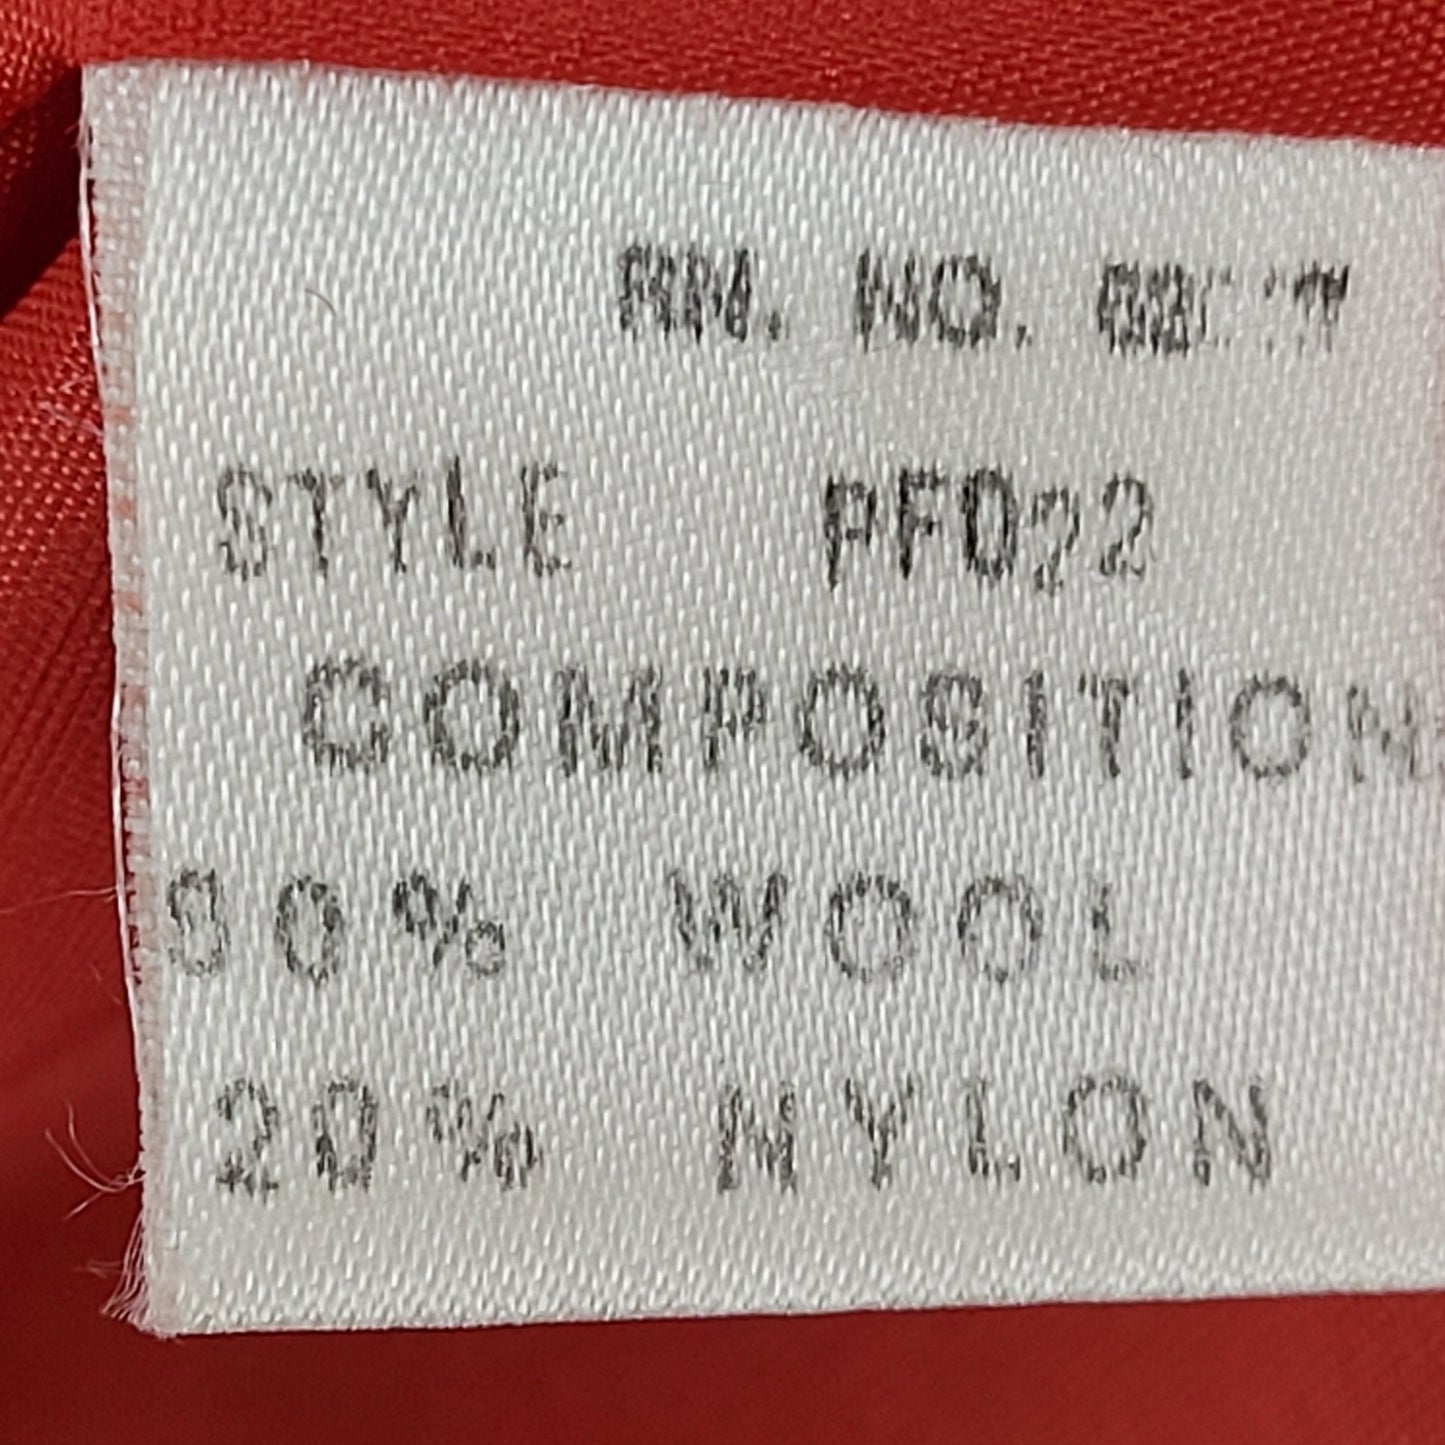 RN. NO.
STYLE PF022
COMPOSITION
80% WOOL
20% NYLON